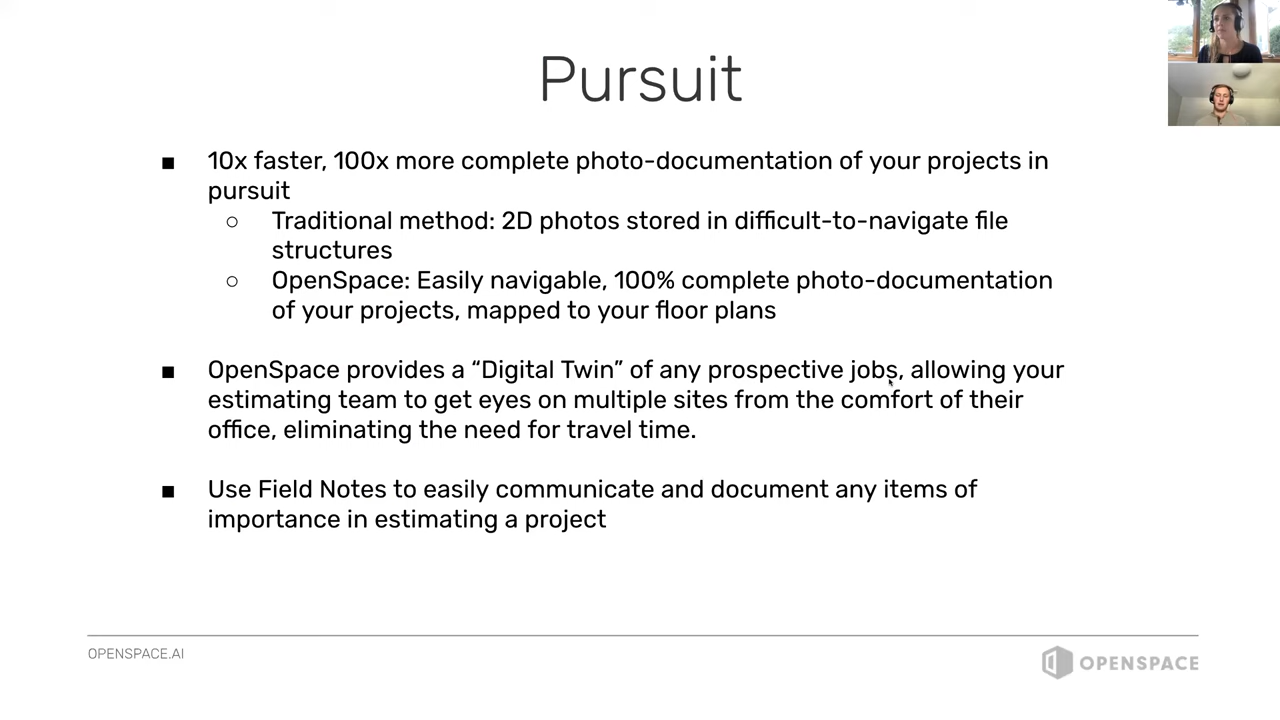 Pursuit
■ 10x faster, 100x more complete photo-documentation of your projects in
pursuit
○ Traditional method: 2D photos stored in difficult-to-navigate file
structures
○ OpenSpace: Easily navigable, 100% complete photo-documentation
of your projects, mapped to your floor plans
■ OpenSpace provides a “Digital Twin” of any prospective jobs, allowing your
estimating team to get eyes on multiple sites from the comfort of their
office, eliminating the need for travel time.
■ Use Field Notes to easily communicate and document any items of
importance in estimating a project
OPENSPACE.AI
OPENSPACE